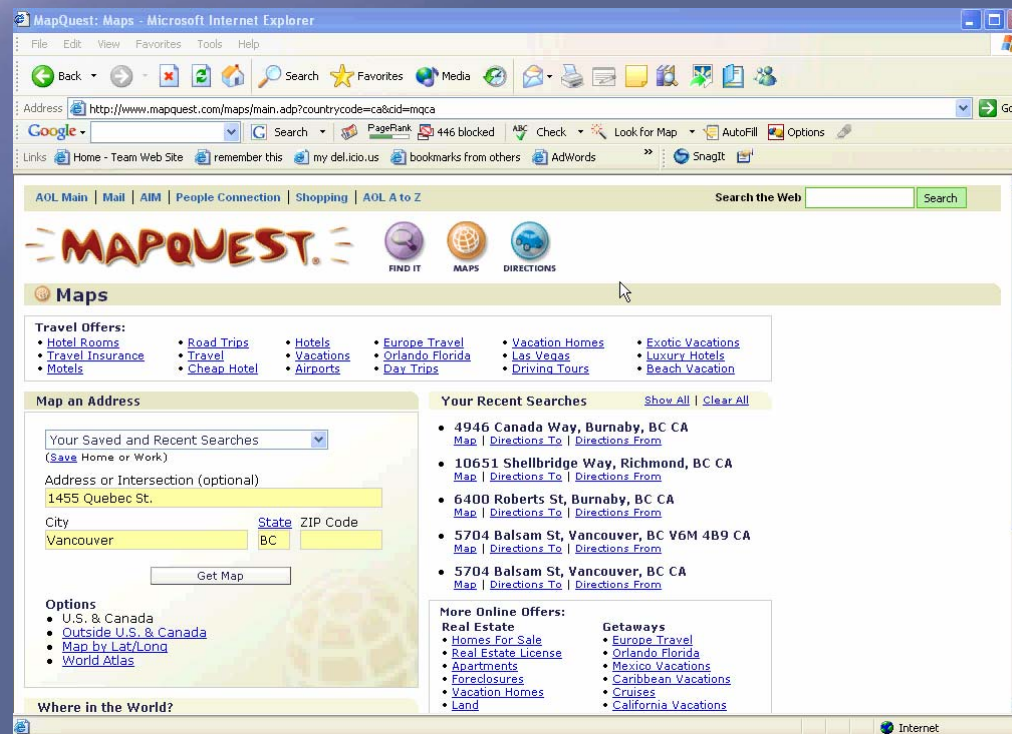 MapQuest: Maps - Microsoft Internet Explorer
File Edit View Favorites Tools Help
Back Search Favorites Media
Address http://www.mapquest.com/maps/main.adp?countrycode=ca&cid=mqca Go
Google Search PageRank 446 blocked ABC Check Look for Map AutoFill Options
Links Home - Team Web Site remember this my del.icio.us bookmarks from others AdWords » SnagIt
AOL Main | Mail | AIM | People Connection | Shopping | AOL A to Z Search the Web Search
MAPQUEST.
FIND IT MAPS DIRECTIONS
Maps
Travel Offers:
• Hotel Rooms • Road Trips • Hotels • Europe Travel • Vacation Homes • Exotic Vacations
• Travel Insurance • Travel • Vacations • Orlando Florida • Las Vegas • Luxury Hotels
• Motels • Cheap Hotel • Airports • Day Trips • Driving Tours • Beach Vacation
Map an Address
Your Saved and Recent Searches
(Save Home or Work)
Address or Intersection (optional)
1455 Quebec St.
City State ZIP Code
Vancouver BC
Get Map
Options
• U.S. & Canada
• Outside U.S. & Canada
• Map by Lat/Long
• World Atlas
Where in the World?
Your Recent Searches Show All | Clear All
• 4946 Canada Way, Burnaby, BC CA
Map | Directions To | Directions From
• 10651 Shellbridge Way, Richmond, BC CA
Map | Directions To | Directions From
• 6400 Roberts St, Burnaby, BC CA
Map | Directions To | Directions From
• 5704 Balsam St, Vancouver, BC V6M 4B9 CA
Map | Directions To | Directions From
• 5704 Balsam St, Vancouver, BC CA
Map | Directions To | Directions From
More Online Offers:
Real Estate
• Homes For Sale
• Real Estate License
• Apartments
• Foreclosures
• Vacation Homes
• Land
Getaways
• Europe Travel
• Orlando Florida
• Mexico Vacations
• Caribbean Vacations
• Cruises
• California Vacations
Internet